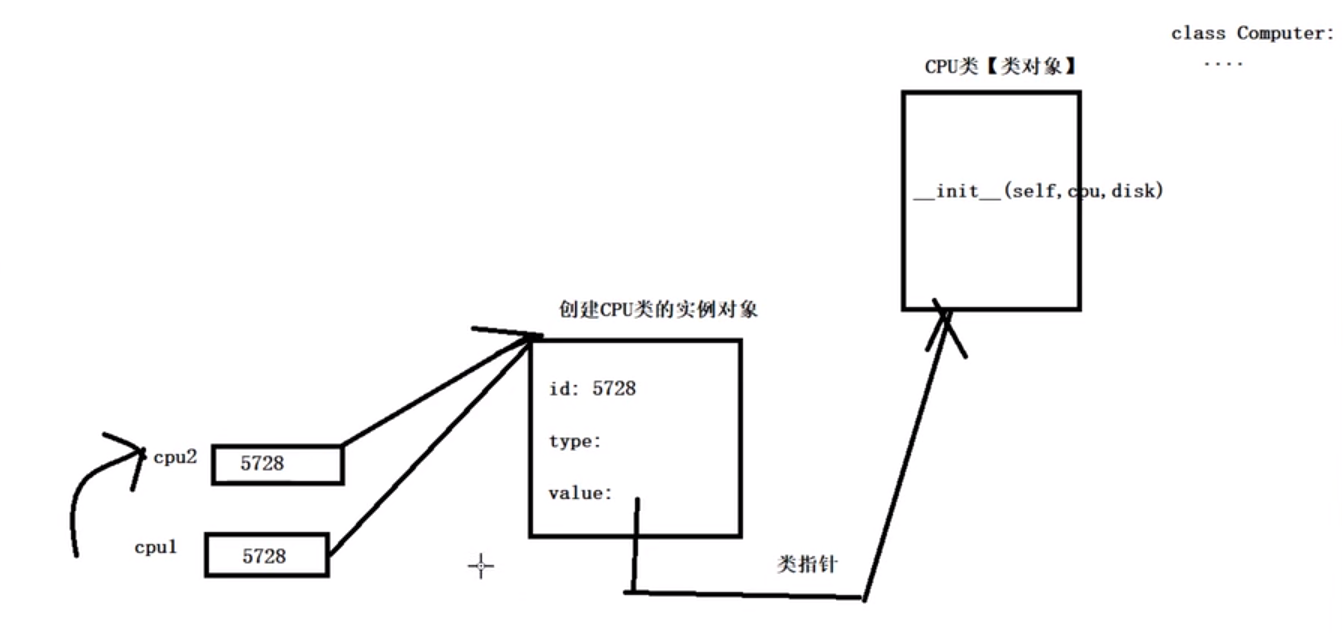 class Computer:
....
CPU类【类对象】
__init__(self,cpu,disk)
创建CPU类的实例对象
id: 5728
type:
value:
cpu2 5728
cpu1 5728
类指针